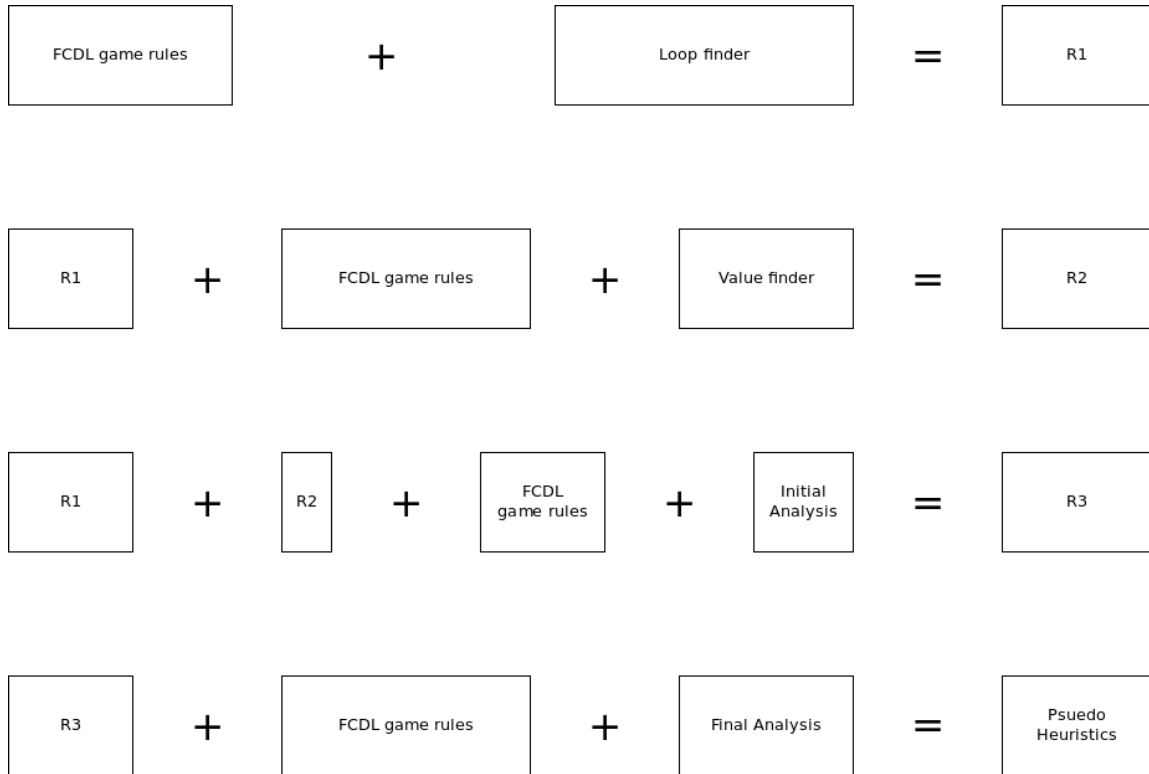 FCDL game rules + Loop finder = R1
R1 + FCDL game rules + Value finder = R2
R1 + R2 + FCDL
game rules + Initial
Analysis = R3
R3 + FCDL game rules + Final Analysis = Psuedo
Heuristics